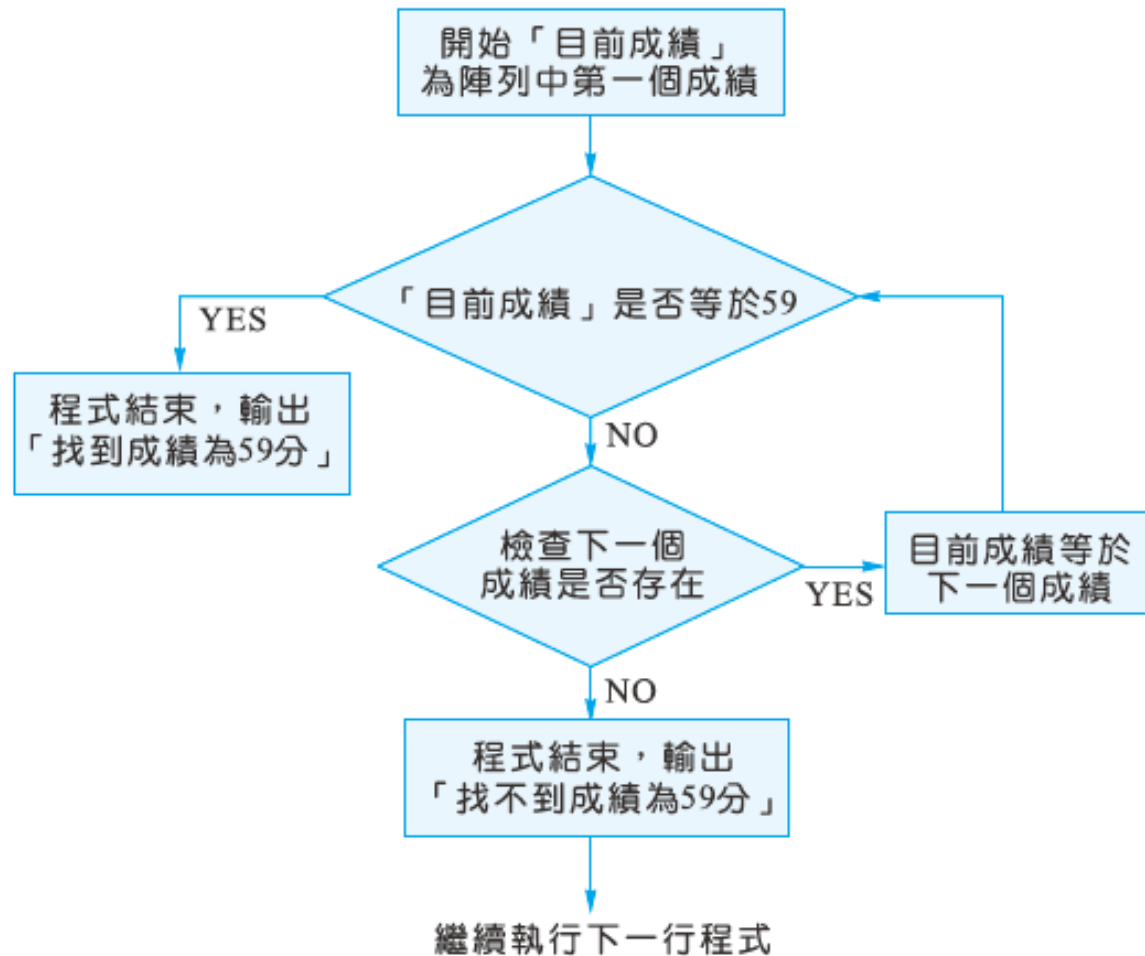 開始「目前成績」
為陣列中第一個成績
「目前成績」是否等於59
YES
程式結束，輸出
「找到成績為59分」
NO
檢查下一個
成績是否存在
YES
目前成績等於
下一個成績
NO
程式結束，輸出
「找不到成績為59分」
繼續執行下一行程式